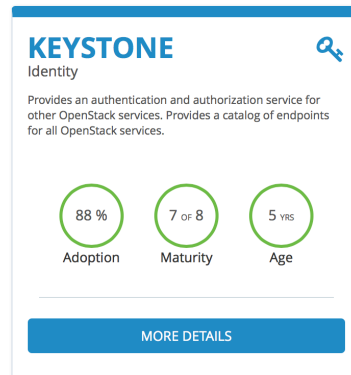 KEYSTONE
Identity
Provides an authentication and authorization service for
other OpenStack services. Provides a catalog of endpoints
for all OpenStack services.
88 % 7 OF 8 5 YRS
Adoption Maturity Age
MORE DETAILS